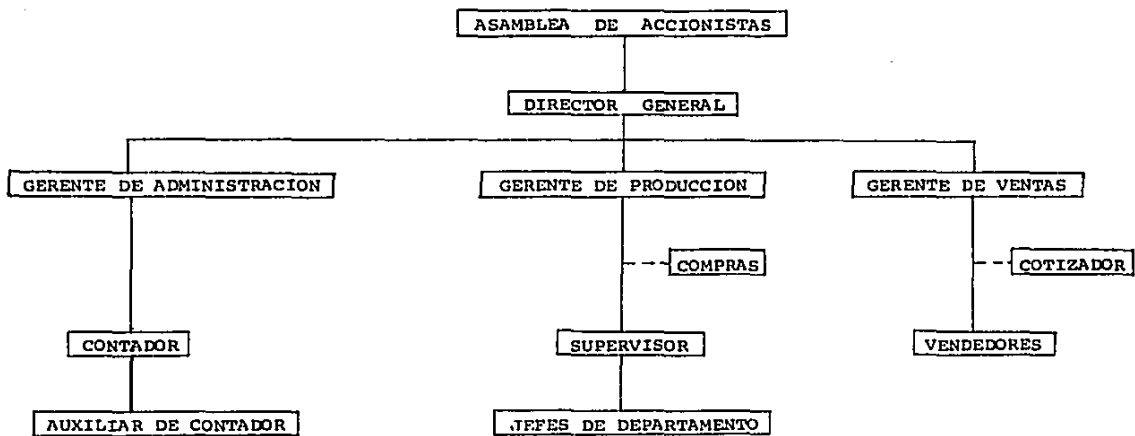 ASAMBLEA DE ACCIONISTAS
DIRECTOR GENERAL
GERENTE DE ADMINISTRACION
GERENTE DE PRODUCCION
GERENTE DE VENTAS
COMPRAS
COTIZADOR
CONTADOR
SUPERVISOR
VENDEDORES
AUXILIAR DE CONTADOR
JEFES DE DEPARTAMENTO